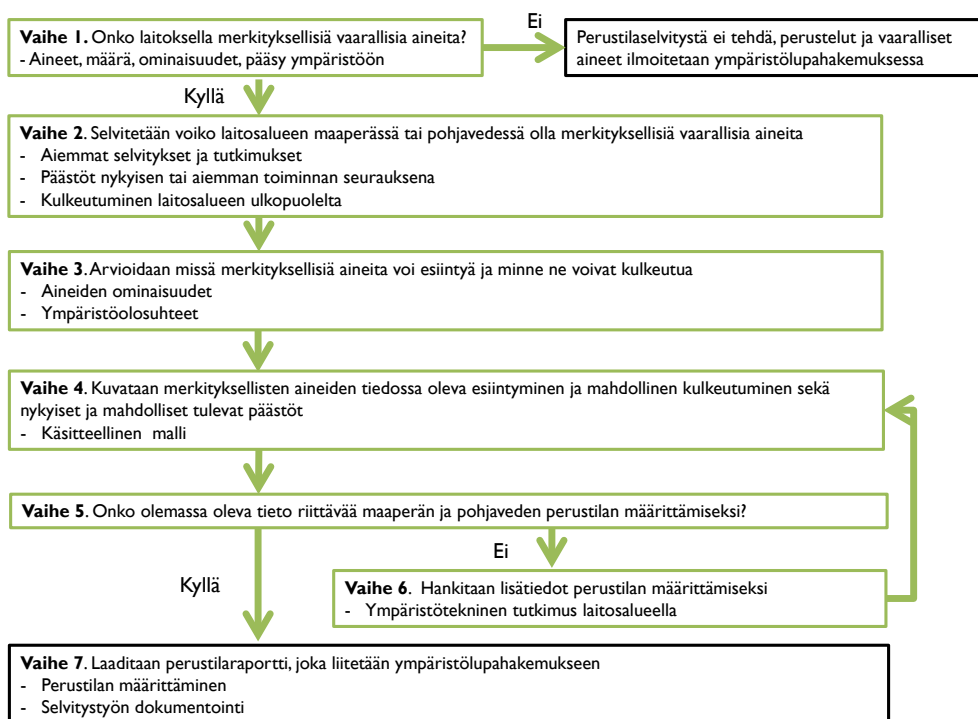 Vaihe 1. Onko laitoksella merkityksellisiä vaarallisia aineita?
- Aineet, määrä, ominaisuudet, pääsy ympäristöön
Ei
Perustilaselvitystä ei tehdä, perustelut ja vaaralliset
aineet ilmoitetaan ympäristölupahakemuksessa
Kyllä
Vaihe 2. Selvitetään voiko laitosalueen maaperässä tai pohjavedessä olla merkityksellisiä vaarallisia aineita
- Aiemmat selvitykset ja tutkimukset
- Päästöt nykyisen tai aiemman toiminnan seurauksena
- Kulkeutuminen laitosalueen ulkopuolelta
Vaihe 3. Arvioidaan missä merkityksellisiä aineita voi esiintyä ja minne ne voivat kulkeutua
- Aineiden ominaisuudet
- Ympäristöolosuhteet
Vaihe 4. Kuvataan merkityksellisten aineiden tiedossa oleva esiintyminen ja mahdollinen kulkeutuminen sekä
nykyiset ja mahdolliset tulevat päästöt
- Käsitteellinen malli
Vaihe 5. Onko olemassa oleva tieto riittävää maaperän ja pohjaveden perustilan määrittämiseksi?
Ei
Kyllä
Vaihe 6. Hankitaan lisätiedot perustilan määrittämiseksi
- Ympäristötekninen tutkimus laitosalueella
Vaihe 7. Laaditaan perustilaraportti, joka liitetään ympäristölupahakemukseen
- Perustilan määrittäminen
- Selvitystyön dokumentointi